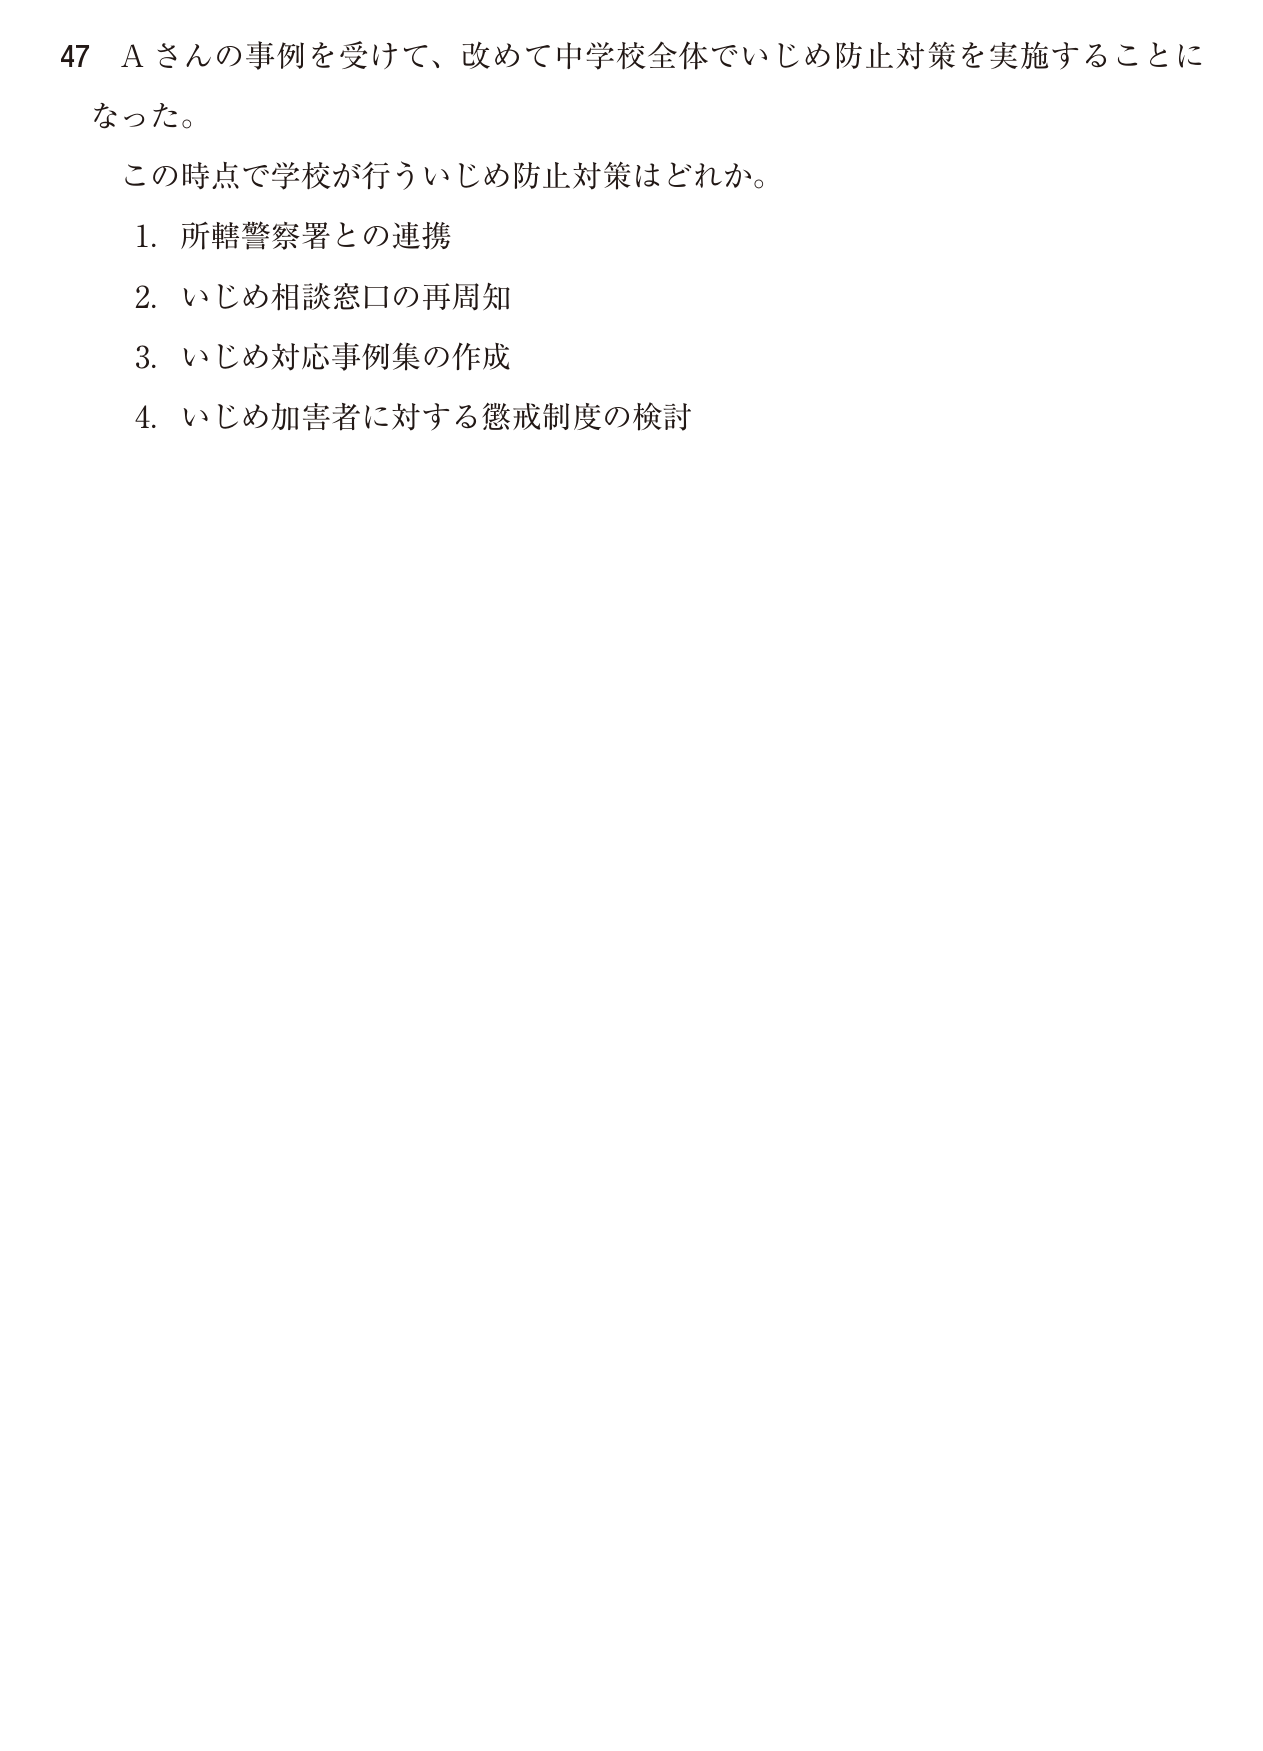 47 A さんの事例を受けて、改めて中学校全体でいじめ防止対策を実施することに
なった。
この時点で学校が行ういじめ防止対策はどれか。
1. 所轄警察署との連携
2. いじめ相談窓口の再周知
3. いじめ対応事例集の作成
4. いじめ加害者に対する懲戒制度の検討